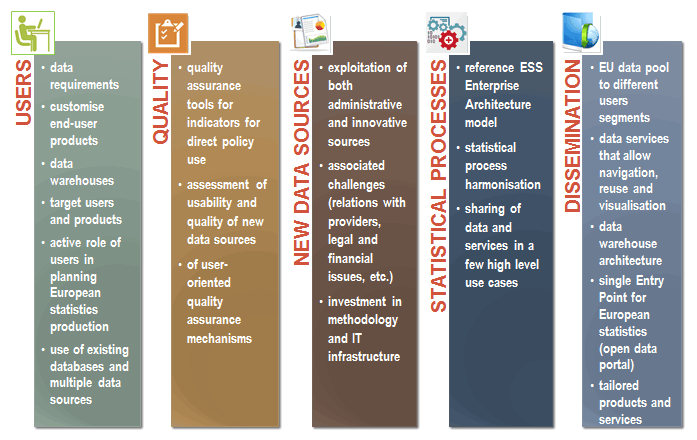 USERS
• data
requirements
• customise
end-user
products
• data
warehouses
• target users
and products
• active role of
users in
planning
European
statistics
production
• use of existing
databases and
multiple data
sources
QUALITY
• quality
assurance
tools for
indicators for
direct policy
use
• assessment of
usability and
quality of new
data sources
• of user-
oriented
quality
assurance
mechanisms
NEW DATA SOURCES
• exploitation of
both
administrative
and innovative
sources
• associated
challenges
(relations with
providers,
legal and
financial
issues, etc.)
• investment in
methodology
and IT
infrastructure
STATISTICAL PROCESSES
• reference ESS
Enterprise
Architecture
model
• statistical
process
harmonisation
• sharing of
data and
services in a
few high level
use cases
DISSEMINATION
• EU data pool
to different
users
segments
• data services
that allow
navigation,
reuse and
visualisation
• data
warehouse
architecture
• single Entry
Point for
European
statistics
(open data
portal)
• tailored
products and
services